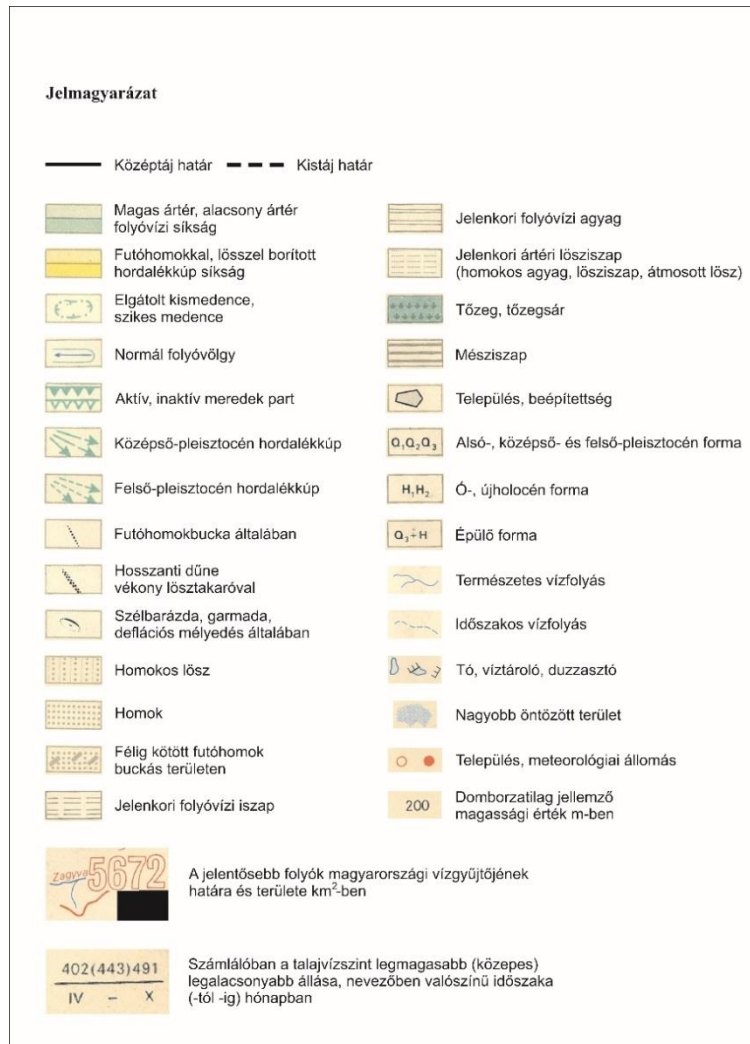 Jelmagyarázat
Középtáj határ
Kistáj határ
Magas ártér, alacsony ártér
folyóvízi síkság
Futóhomokkal, lösszel borított
hordalékkúp síkság
Elgátolt kismedence,
szikes medence
Normál folyóvölgy
Aktív, inaktív meredek part
Középső-pleisztocén hordalékkúp
Felső-pleisztocén hordalékkúp
Futóhomokbucka általában
Hosszanti dűne
vékony lösztakaróval
Szélbarázda, garmada,
deflációs mélyedés általában
Homokos lösz
Homok
Félig kötött futóhomok
buckás területen
Jelenkori folyóvízi iszap
Jelenkori folyóvízi agyag
Jelenkori ártéri lösziszap
(homokos agyag, lösziszap, átmosott lösz)
Tőzeg, tőzegsár
Mésziszap
Település, beépítettség
Q₁Q₂Q₃ Alsó-, középső- és felső-pleisztocén forma
H₁H₂ Ó-, újholocén forma
Q₃÷H Épülő forma
Természetes vízfolyás
Időszakos vízfolyás
Tó, víztároló, duzzasztó
Nagyobb öntözött terület
Település, meteorológiai állomás
200 Domborzatilag jellemző
magassági érték m-ben
Zagyva 5672
A jelentősebb folyók magyarországi vízgyűjtőjének
határa és területe km²-ben
402(443)491
IV – X
Számlálóban a talajvízszint legmagasabb (közepes)
legalacsonyabb állása, nevezőben valószínű időszaka
(-tól -ig) hónapban